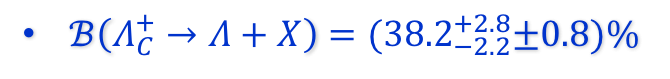 • ℬ(Λ_C^+ → Λ + X) = (38.2^{+2.8}_{−2.2}±0.8)%